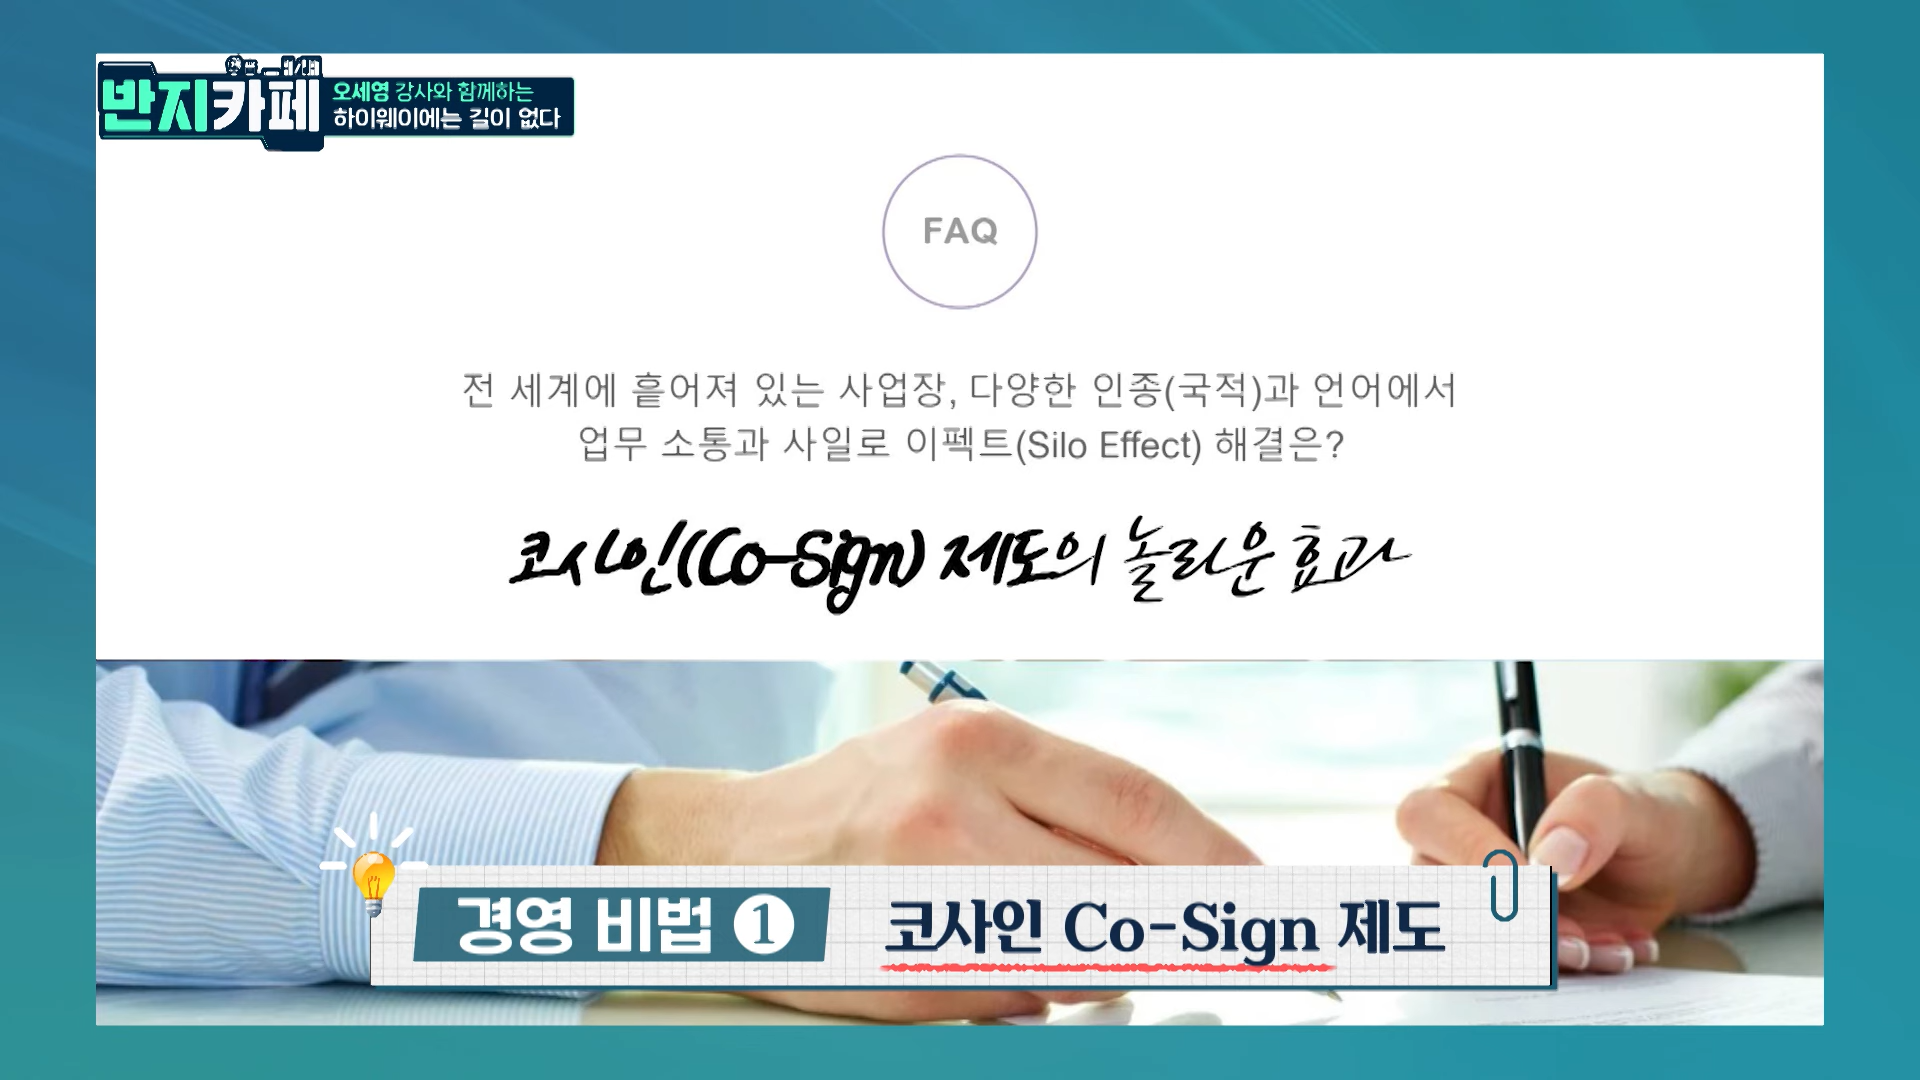 반지카페
오세영 강사와 함께하는
하이웨이에는 길이 없다
FAQ
전 세계에 흩어져 있는 사업장, 다양한 인종(국적)과 언어에서
업무 소통과 사일로 이펙트(Silo Effect) 해결은?
코사인(Co-Sign) 제도의 놀라운 효과
경영 비법 ❶ 코사인 Co-Sign 제도